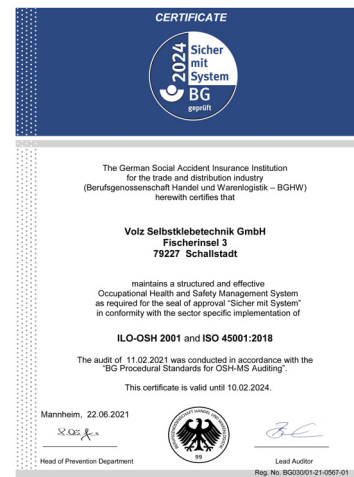 CERTIFICATE
2024
Sicher
mit
System
BG
geprüft
The German Social Accident Insurance Institution
for the trade and distribution industry
(Berufsgenossenschaft Handel und Warenlogistik – BGHW)
herewith certifies that
Volz Selbstklebetechnik GmbH
Fischerinsel 3
79227 Schallstadt
maintains a structured and effective
Occupational Health and Safety Management System
as required for the seal of approval “Sicher mit System”
in conformity with the sector specific implementation of
ILO-OSH 2001 and ISO 45001:2018
The audit of 11.02.2021 was conducted in accordance with the
“BG Procedural Standards for OSH-MS Auditing”.
This certificate is valid until 10.02.2024.
Mannheim, 22.06.2021
BERUFSGENOSSENSCHAFT HANDEL UND WARENLOGISTIK
99
Head of Prevention Department
Lead Auditor
Reg. No. BG030/01-21-0567-01